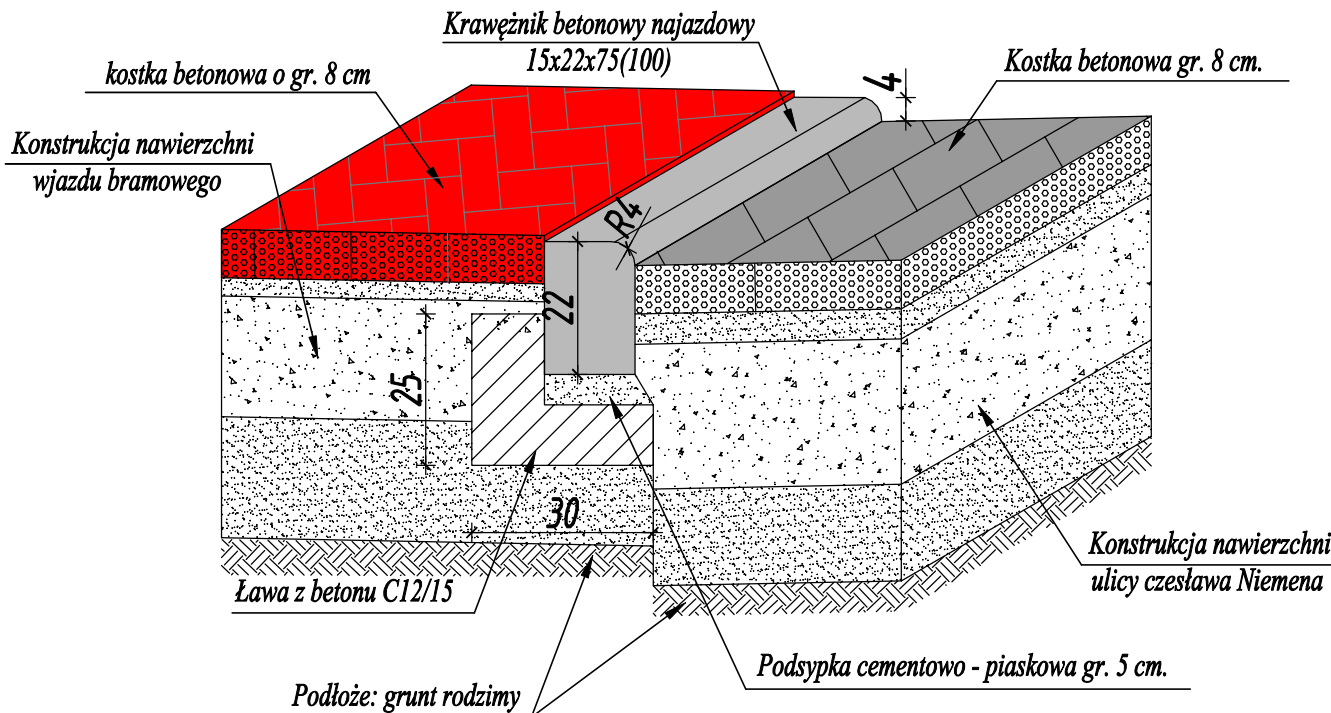 Krawężnik betonowy najazdowy
15x22x75(100)
kostka betonowa o gr. 8 cm
Kostka betonowa gr. 8 cm.
4
Konstrukcja nawierzchni
wjazdu bramowego
R4
22
25
30
Konstrukcja nawierzchni
ulicy czesława Niemena
Ława z betonu C12/15
Podsypka cementowo - piaskowa gr. 5 cm.
Podłoże: grunt rodzimy